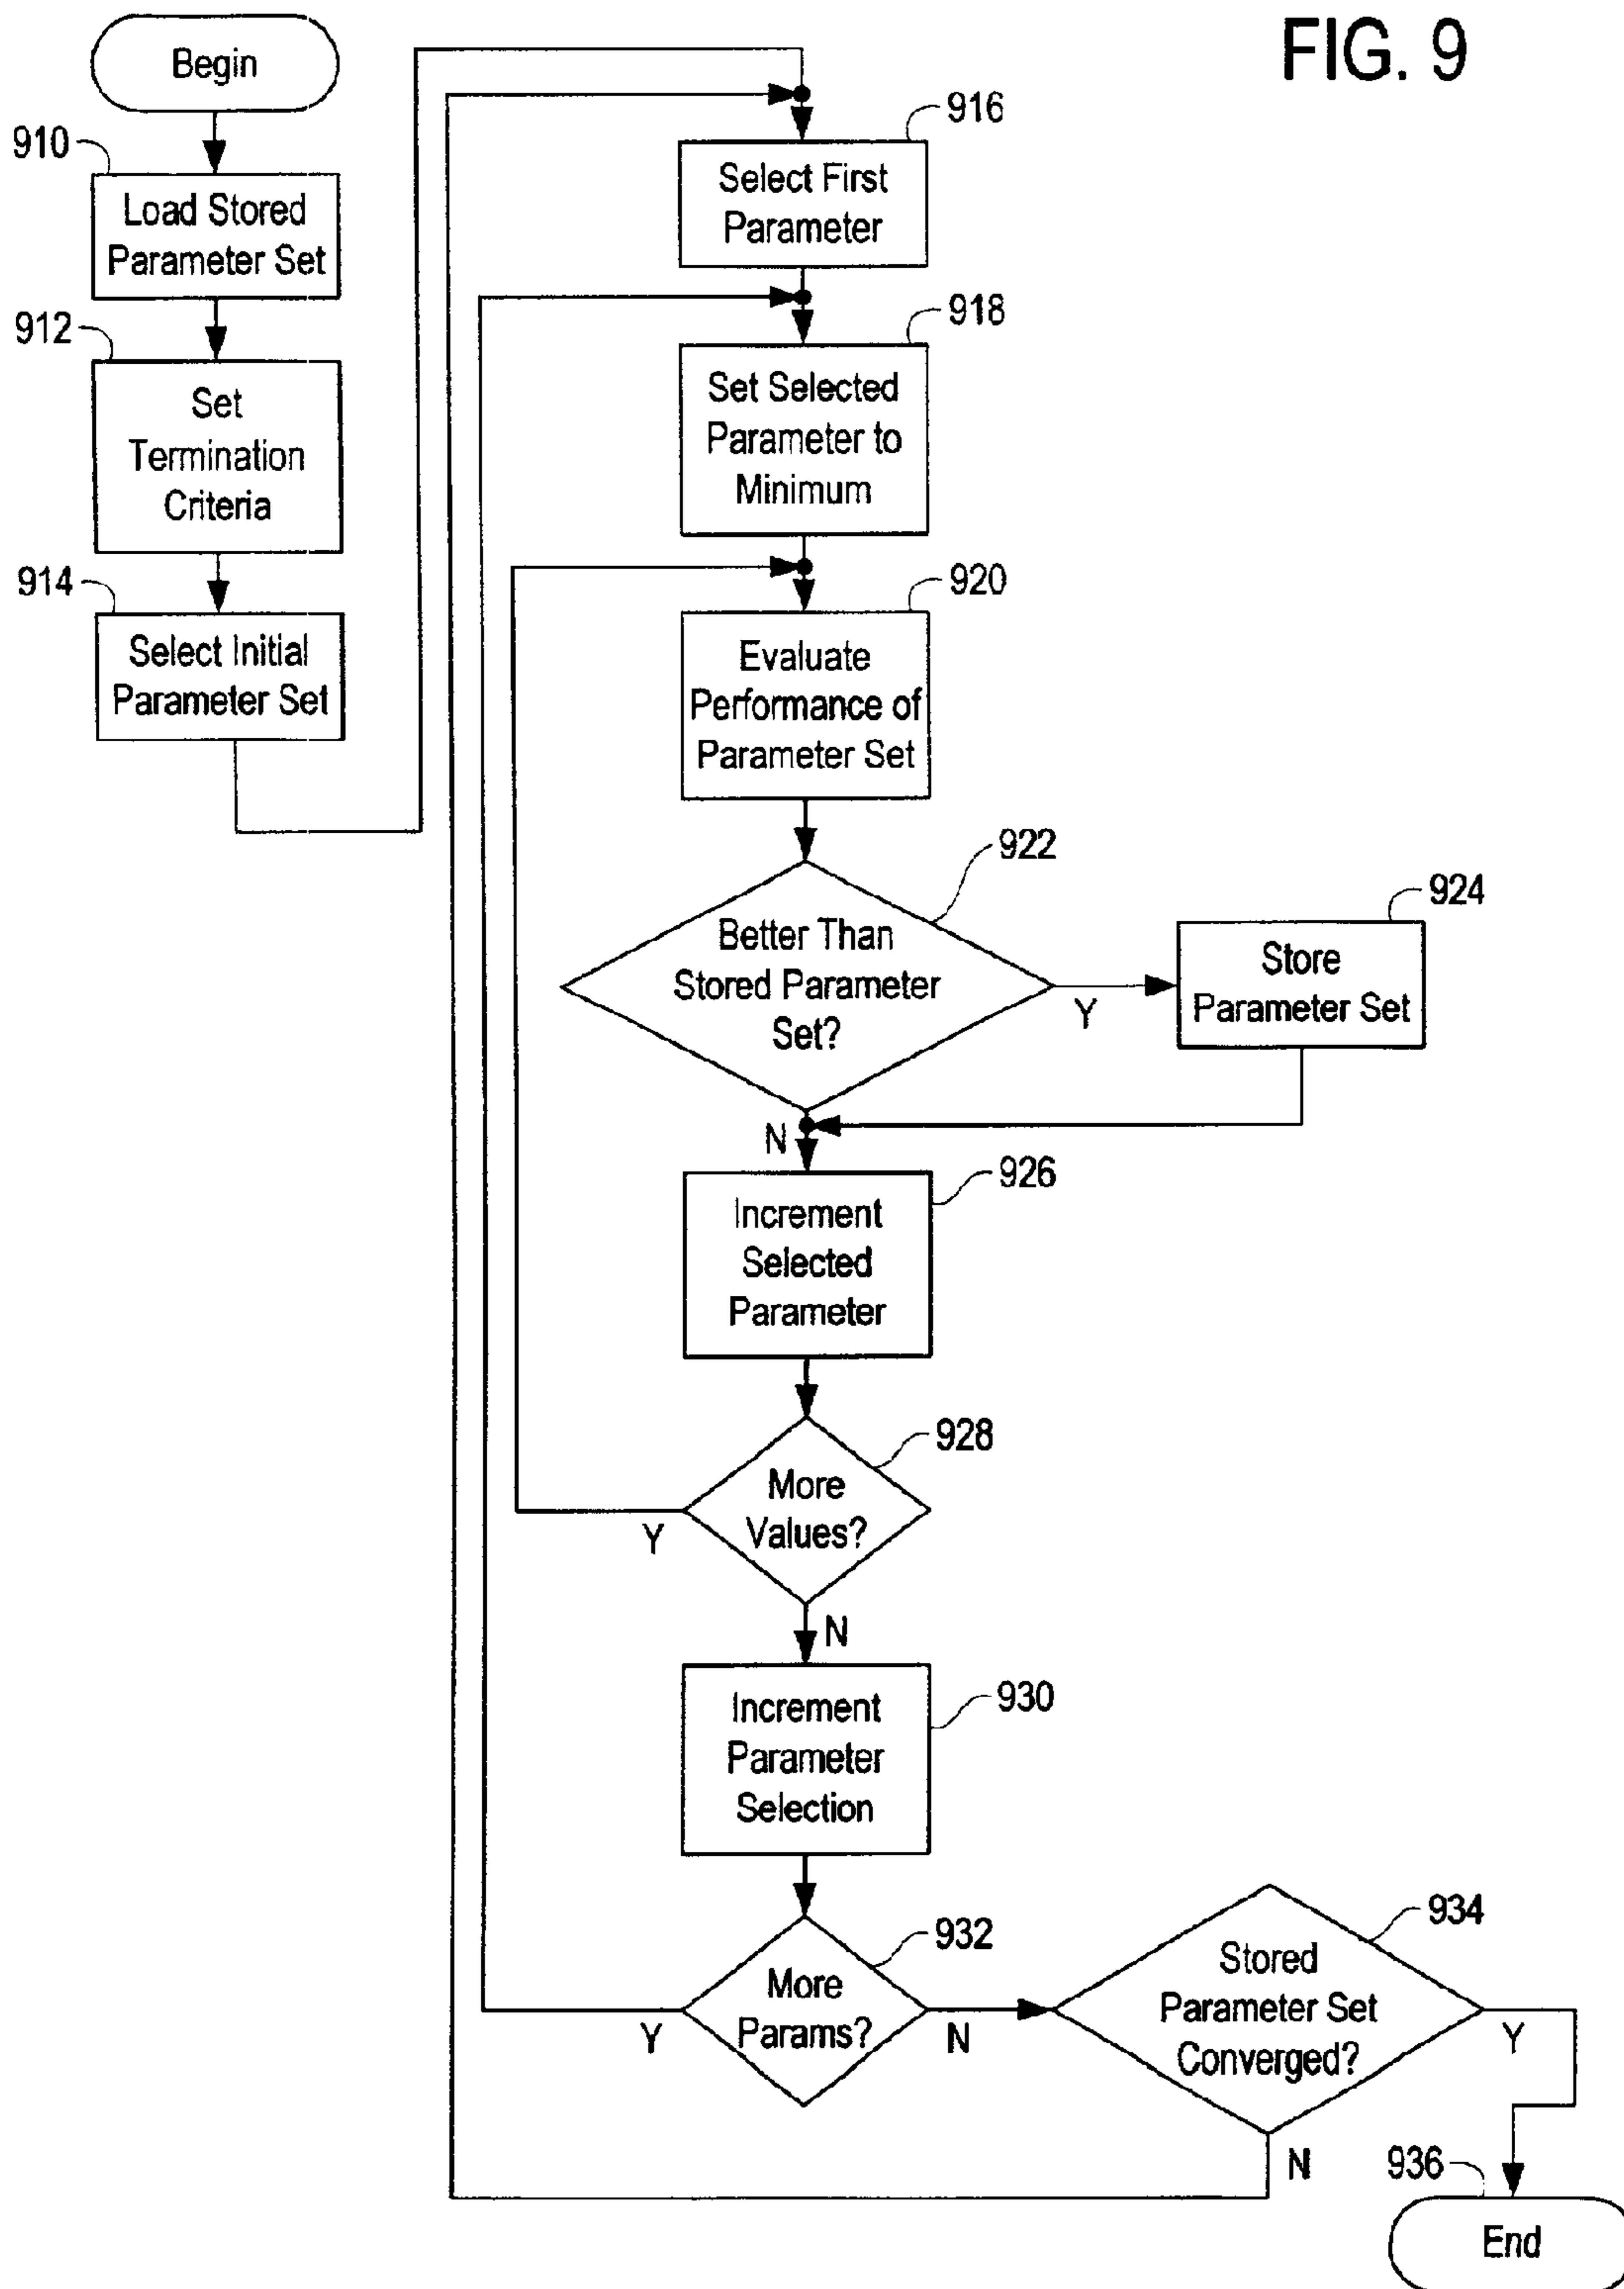 FIG. 9
Begin
910
Load Stored
Parameter Set
912
Set
Termination
Criteria
914
Select Initial
Parameter Set
916
Select First
Parameter
918
Set Selected
Parameter to
Minimum
920
Evaluate
Performance of
Parameter Set
922
Better Than
Stored Parameter
Set?
Y
924
Store
Parameter Set
N
926
Increment
Selected
Parameter
928
More
Values?
Y
N
930
Increment
Parameter
Selection
932
More
Params?
Y
N
934
Stored
Parameter Set
Converged?
Y
N
936
End